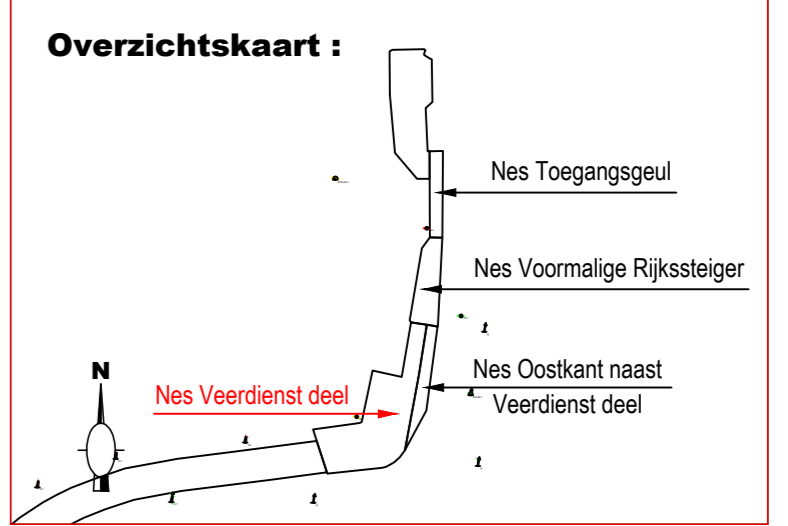 Overzichtskaart :
Nes Toegangsgeul
Nes Voormalige Rijkssteiger
N
Nes Veerdienst deel
Nes Oostkant naast
Veerdienst deel